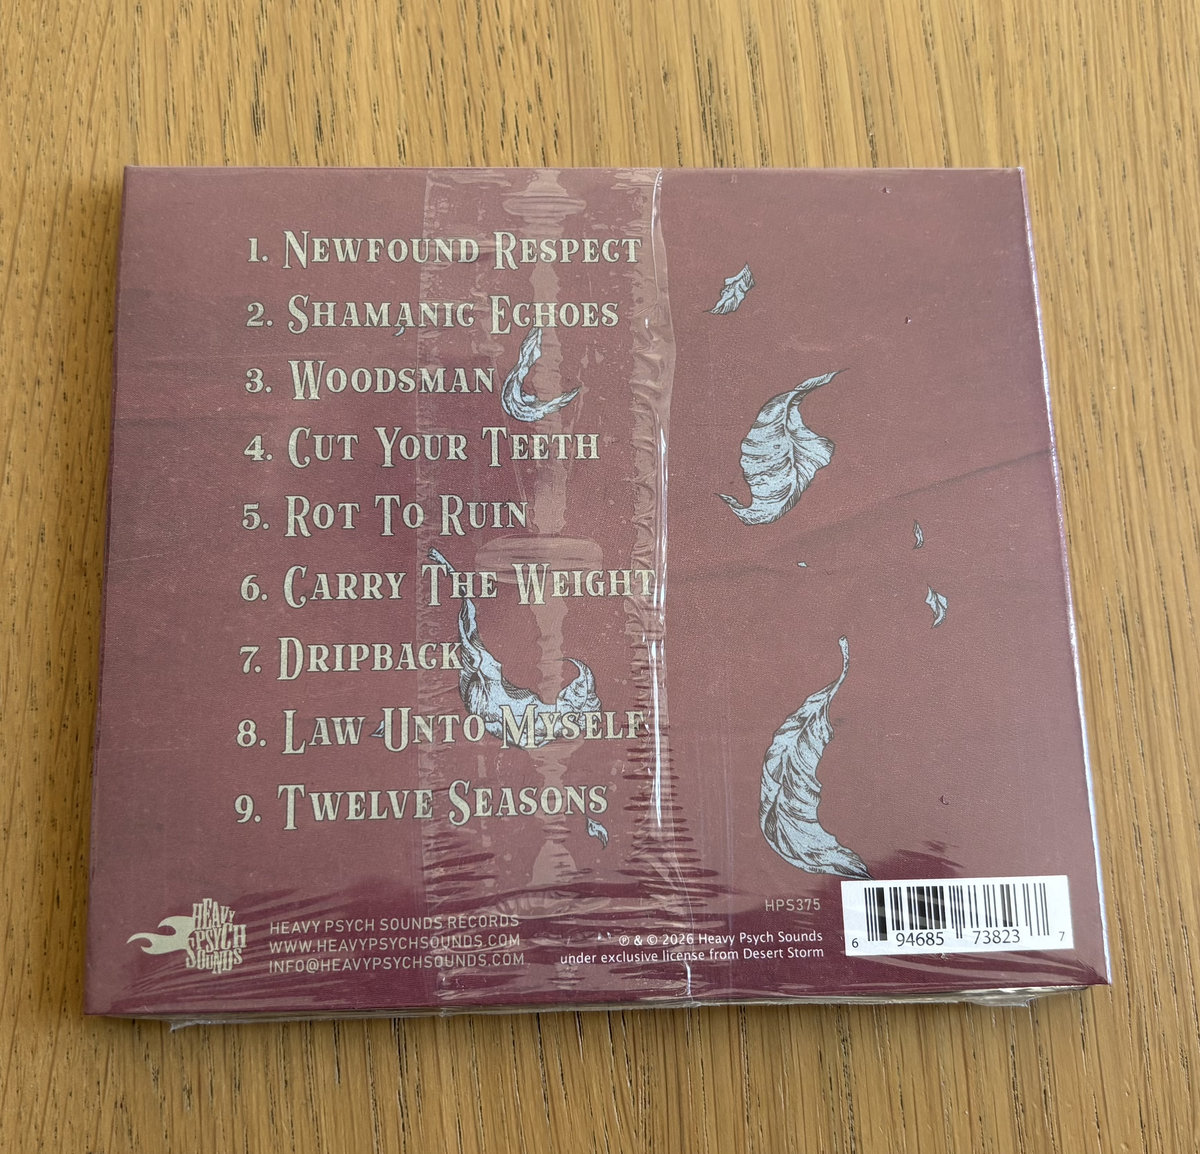 1. Newfound Respect
2. Shamanic Echoes
3. Woodsman
4. Cut Your Teeth
5. Rot To Ruin
6. Carry The Weight
7. Dripback
8. Law Unto Myself
9. Twelve Seasons
HEAVY PSYCH SOUNDS
HEAVY PSYCH SOUNDS RECORDS
WWW.HEAVYPSYCHSOUNDS.COM
INFO@HEAVYPSYCHSOUNDS.COM
HPS375
℗ & © 2026 Heavy Psych Sounds
under exclusive license from Desert Storm
6 94685 73823 7